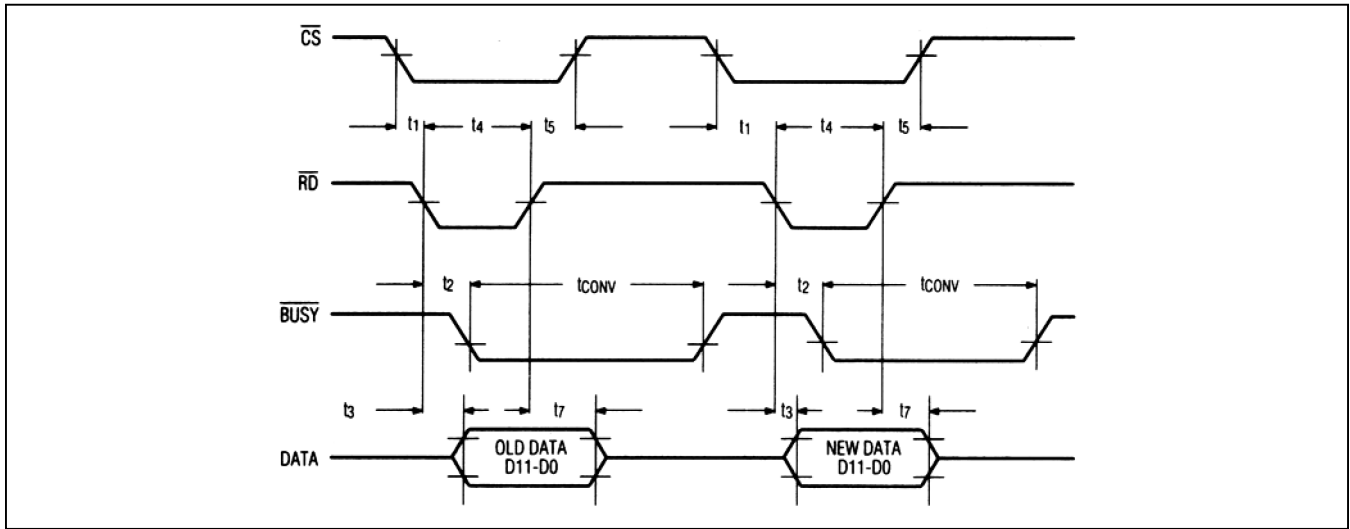 CS
t1 t4 t5 t1 t4 t5
RD
t2 tCONV t2 tCONV
BUSY
t3 t7 t3 t7
DATA
OLD DATA
D11-D0
NEW DATA
D11-D0